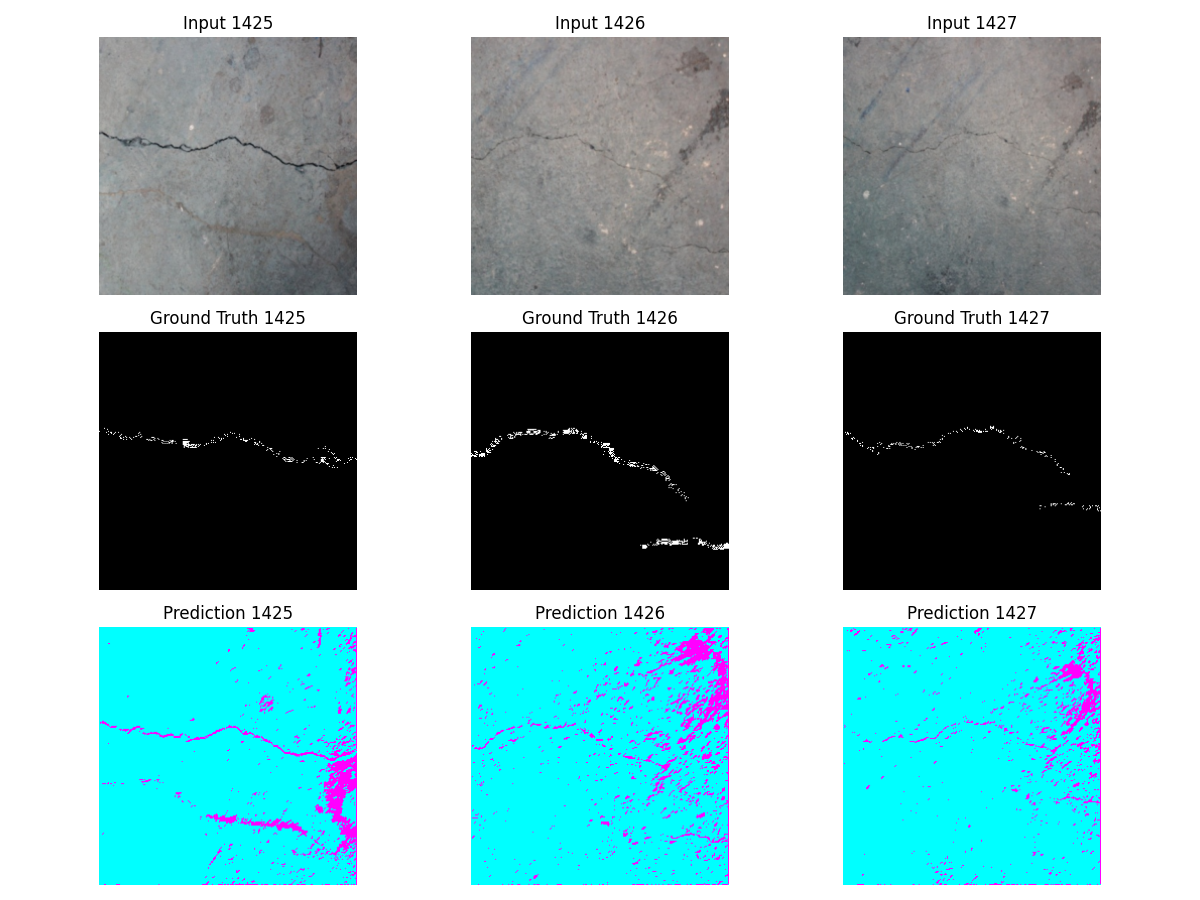 Input 1425
Input 1426
Input 1427
Ground Truth 1425
Ground Truth 1426
Ground Truth 1427
Prediction 1425
Prediction 1426
Prediction 1427